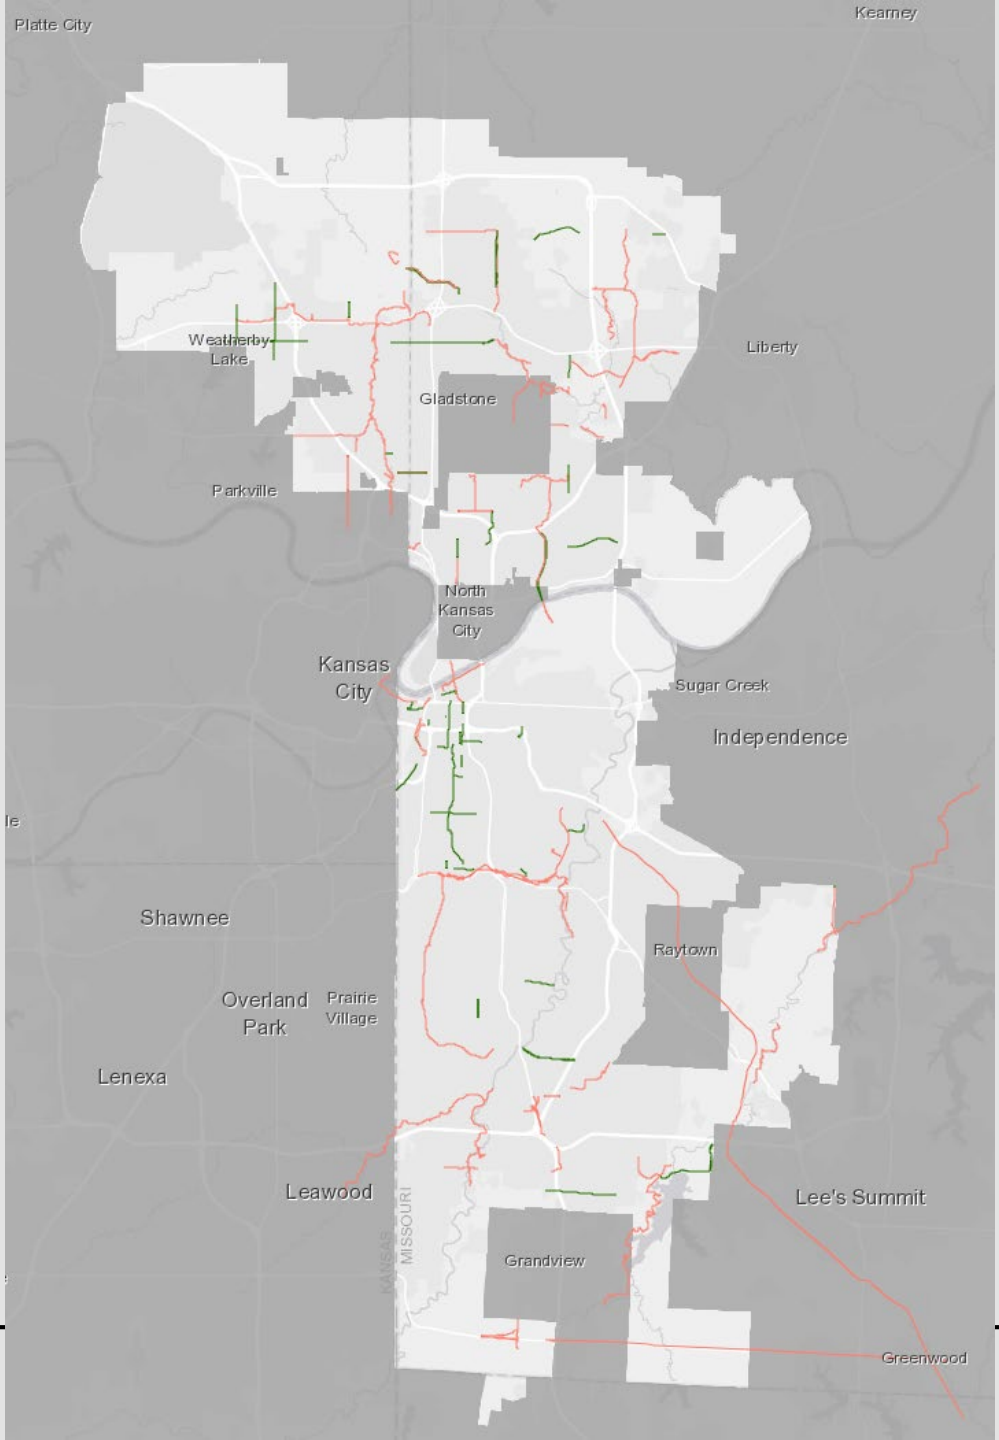 Platte City
Kearney
Weatherby
Lake
Liberty
Gladstone
Parkville
North
Kansas
City
Kansas
City
Sugar Creek
Independence
le
Shawnee
Raytown
Overland
Park
Prairie
Village
Lenexa
Leawood
Lee's Summit
KANSAS
MISSOURI
Grandview
Greenwood